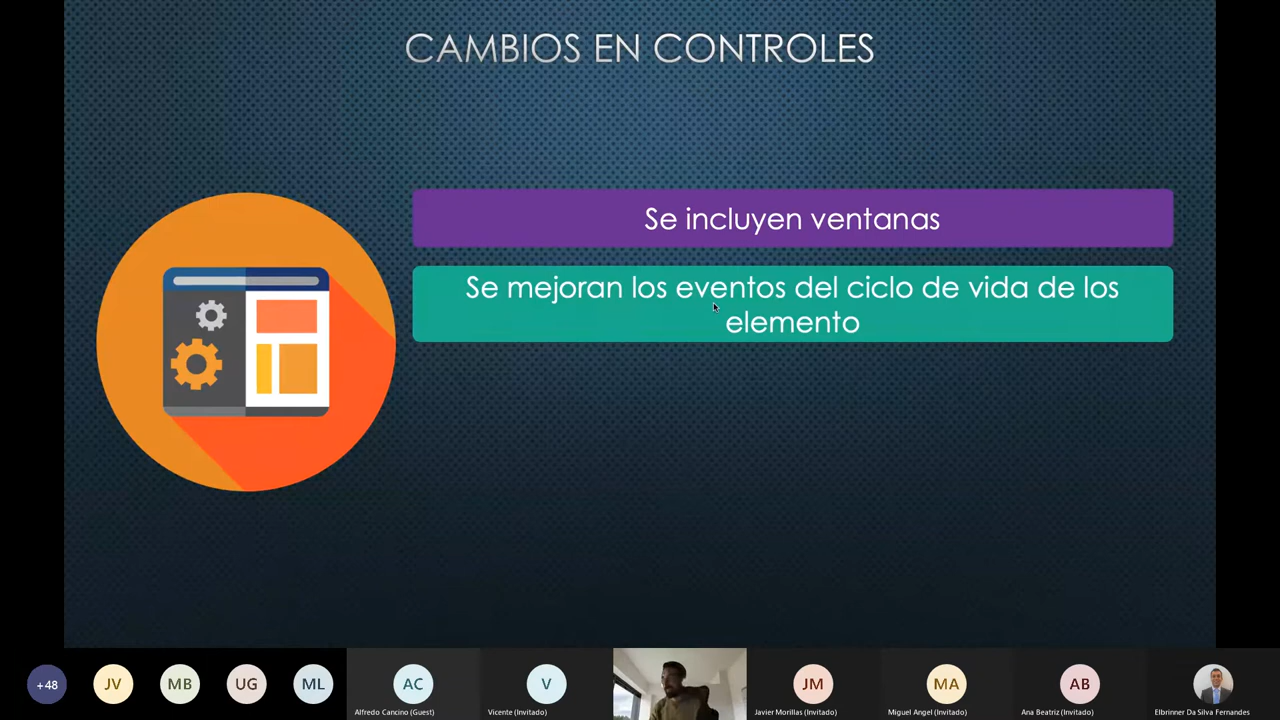 CAMBIOS EN CONTROLES
Se incluyen ventanas
Se mejoran los eventos del ciclo de vida de los
elemento
+48
JV
MB
UG
ML
AC
V
JM
MA
AB
Alfredo Cancino (Guest)
Vicente (Invitado)
Javier Morillas (Invitado)
Miguel Angel (Invitado)
Ana Beatriz (Invitado)
Elbrinner Da Silva Fernandes